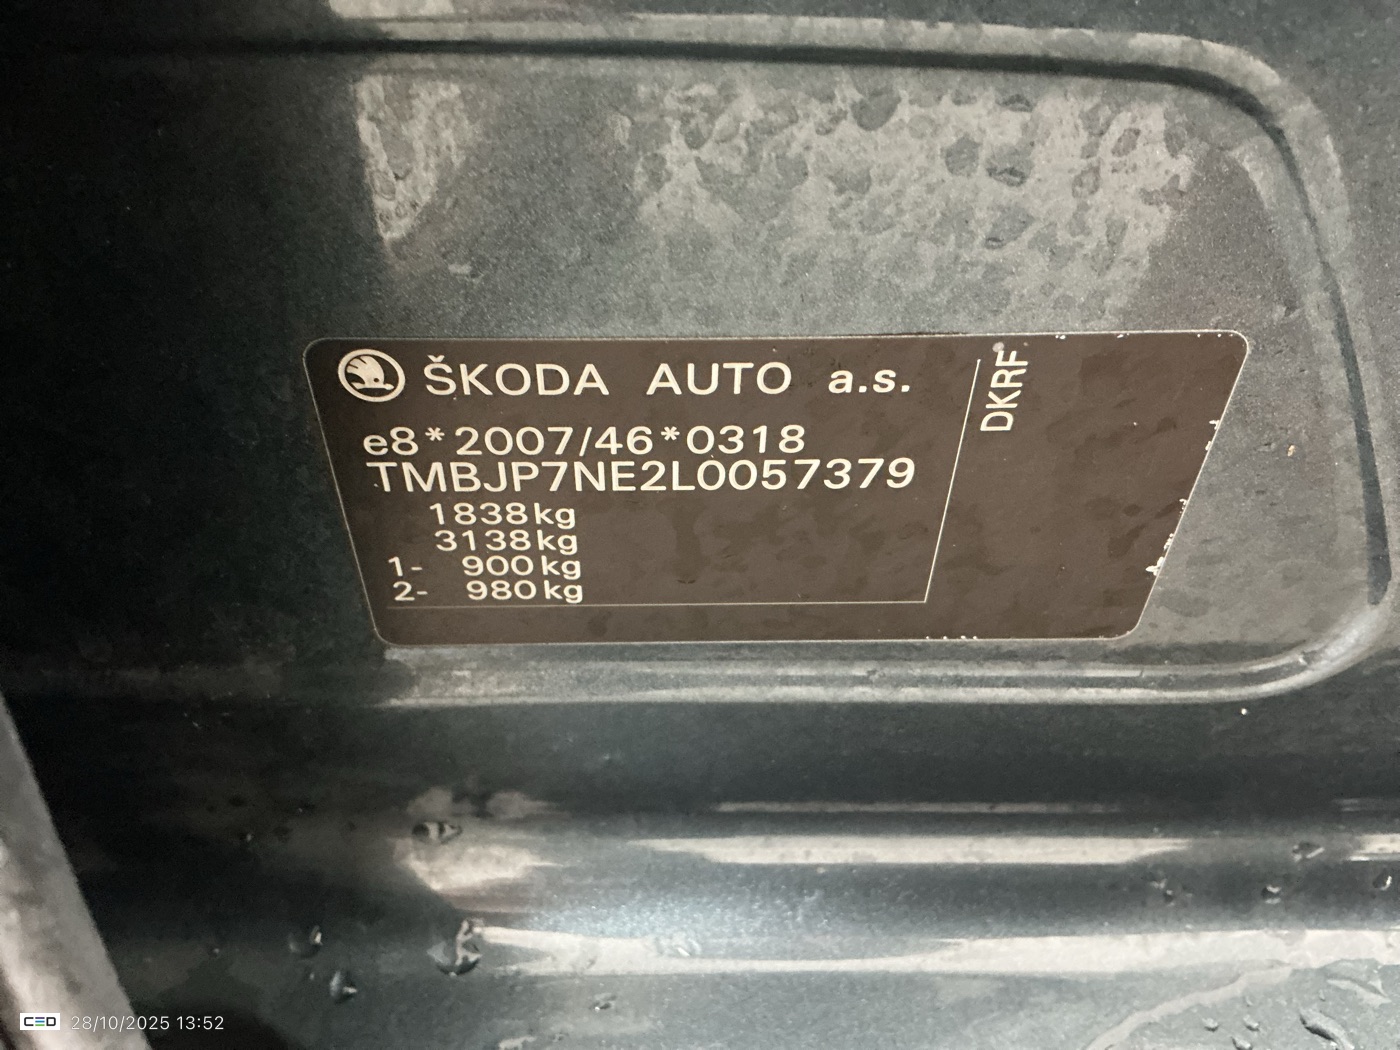 ŠKODA AUTO a.s.
DKRF
e8*2007/46*0318
TMBJP7NE2L0057379
1838kg
3138kg
1- 900kg
2- 980kg
CED 28/10/2025 13:52